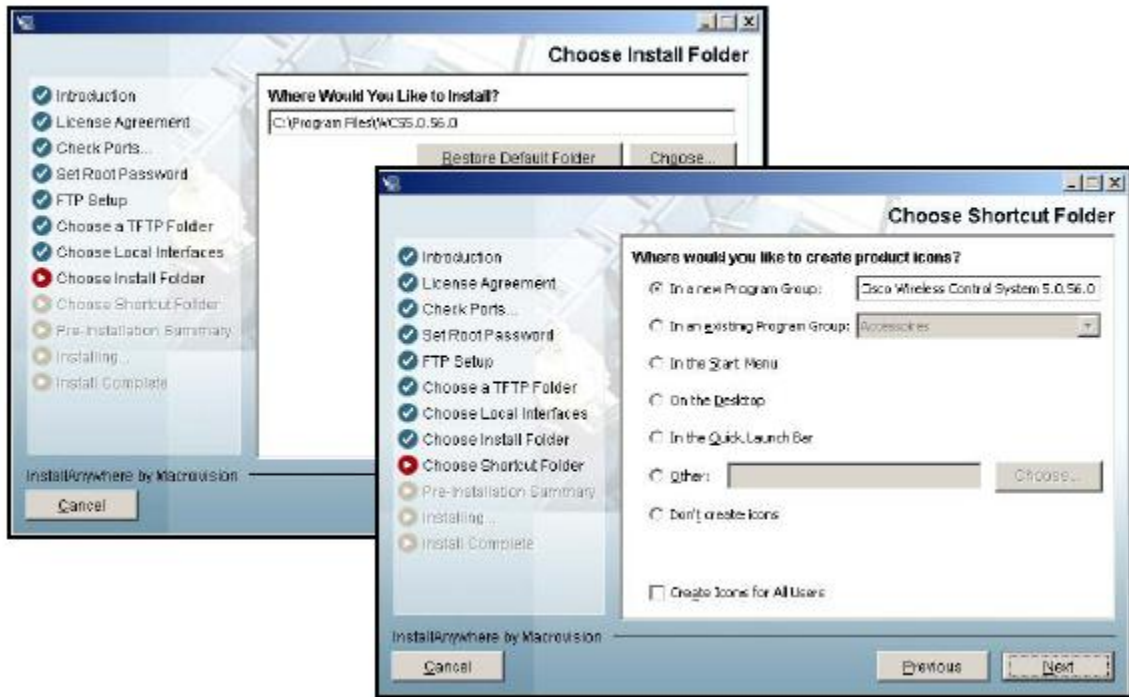 Choose Install Folder
Introduction
License Agreement
Check Ports...
Set Root Password
FTP Setup
Choose a TFTP Folder
Choose Local Interfaces
Choose Install Folder
Choose Shortcut Folder
Pre-Installation Summary
Installing...
Install Complete
Where Would You Like to Install?
C:\Program Files\WCS5.0.56.0
Restore Default Folder
Choose...
InstallAnywhere by Macrovision
Cancel
Choose Shortcut Folder
Introduction
License Agreement
Check Ports...
Set Root Password
FTP Setup
Choose a TFTP Folder
Choose Local Interfaces
Choose Install Folder
Choose Shortcut Folder
Pre-Installation Summary
Installing...
Install Complete
Where would you like to create product icons?
In a new Program Group: Cisco Wireless Control System 5.0.56.0
In an existing Program Group: Accessoires
In the Start Menu
On the Desktop
In the Quick Launch Bar
Other: Choose...
Don't create icons
Create Icons for All Users
InstallAnywhere by Macrovision
Cancel
Previous
Next